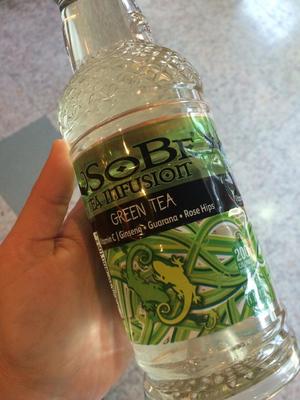 SoBe
TEA INFUSION
GREEN TEA
Vitamin C | Ginseng • Guarana • Rose Hips